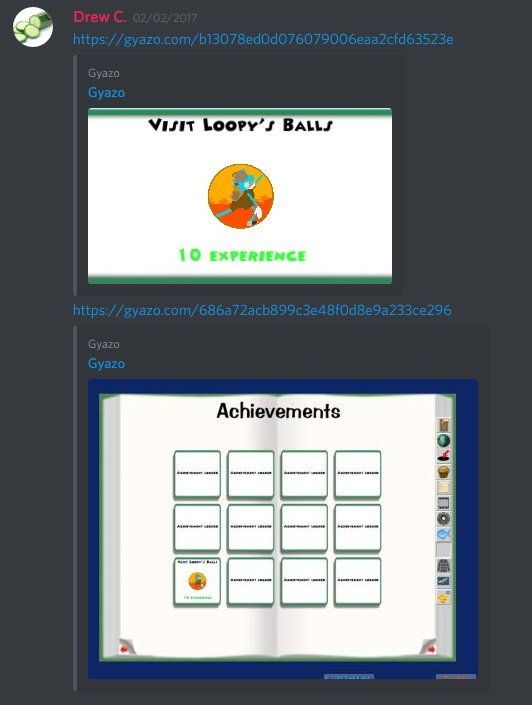 Drew C. 02/02/2017
https://gyazo.com/b13078ed0d076079006eaa2cfd63523e
Gyazo
Gyazo
Visit Loopy's Balls
10 experience
https://gyazo.com/686a72acb899c3e48f0d8e9a233ce296
Gyazo
Gyazo
Achievements
Achievement locked Achievement locked Achievement locked Achievement locked
Achievement locked Achievement locked Achievement locked Achievement locked
Visit Loopy's Balls
Achievement locked Achievement locked Achievement locked
10 experience